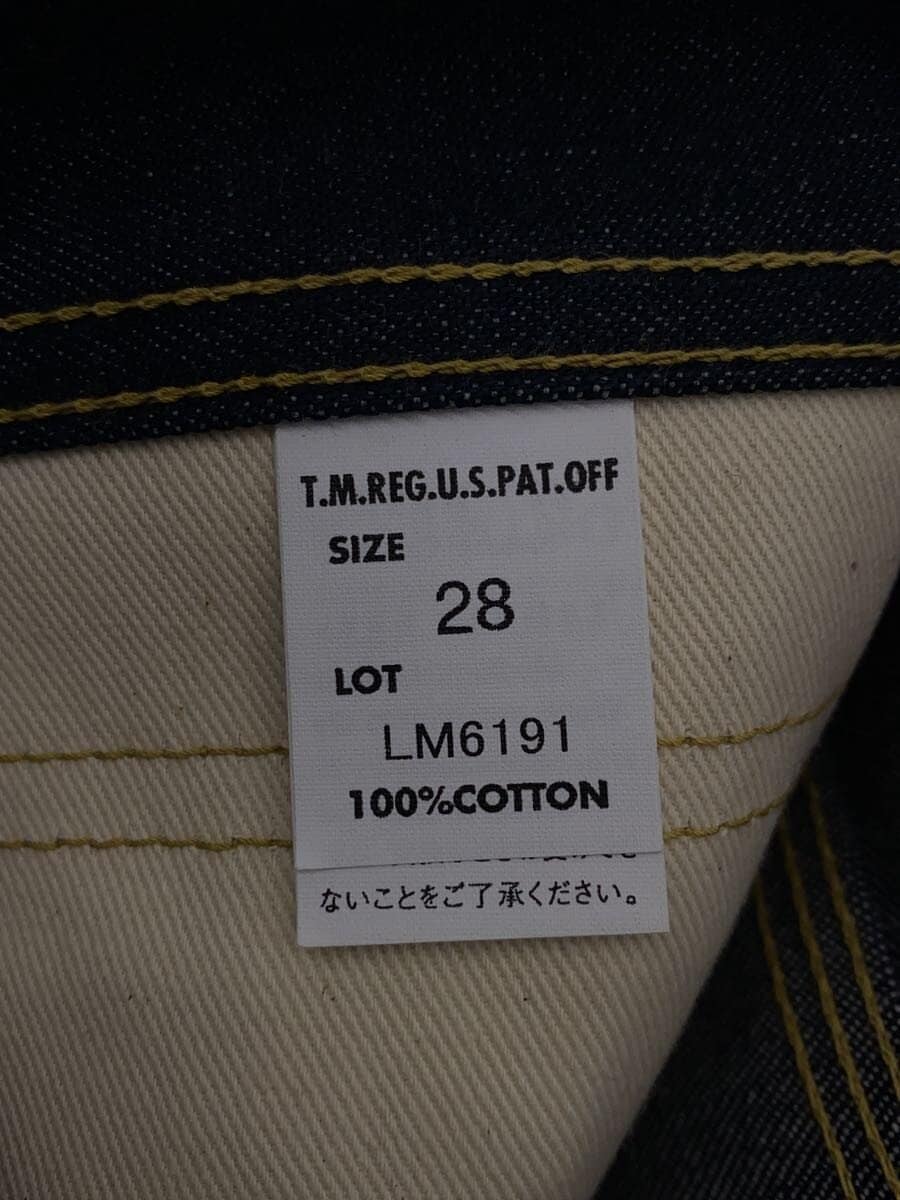 T.M.REG.U.S.PAT.OFF
SIZE
28
LOT
LM6191
100%COTTON
ないことをご了承ください。